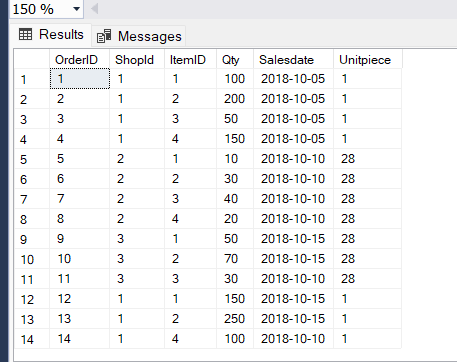 150 %
Results Messages
OrderID ShopId ItemID Qty Salesdate Unitpiece
1 1 1 1 100 2018-10-05 1
2 2 1 2 200 2018-10-05 1
3 3 1 3 50 2018-10-05 1
4 4 1 4 150 2018-10-05 1
5 5 2 1 10 2018-10-10 28
6 6 2 2 30 2018-10-10 28
7 7 2 3 40 2018-10-10 28
8 8 2 4 20 2018-10-10 28
9 9 3 1 50 2018-10-15 28
10 10 3 2 70 2018-10-15 28
11 11 3 3 30 2018-10-10 28
12 12 1 1 150 2018-10-15 1
13 13 1 2 250 2018-10-15 1
14 14 1 4 100 2018-10-10 1